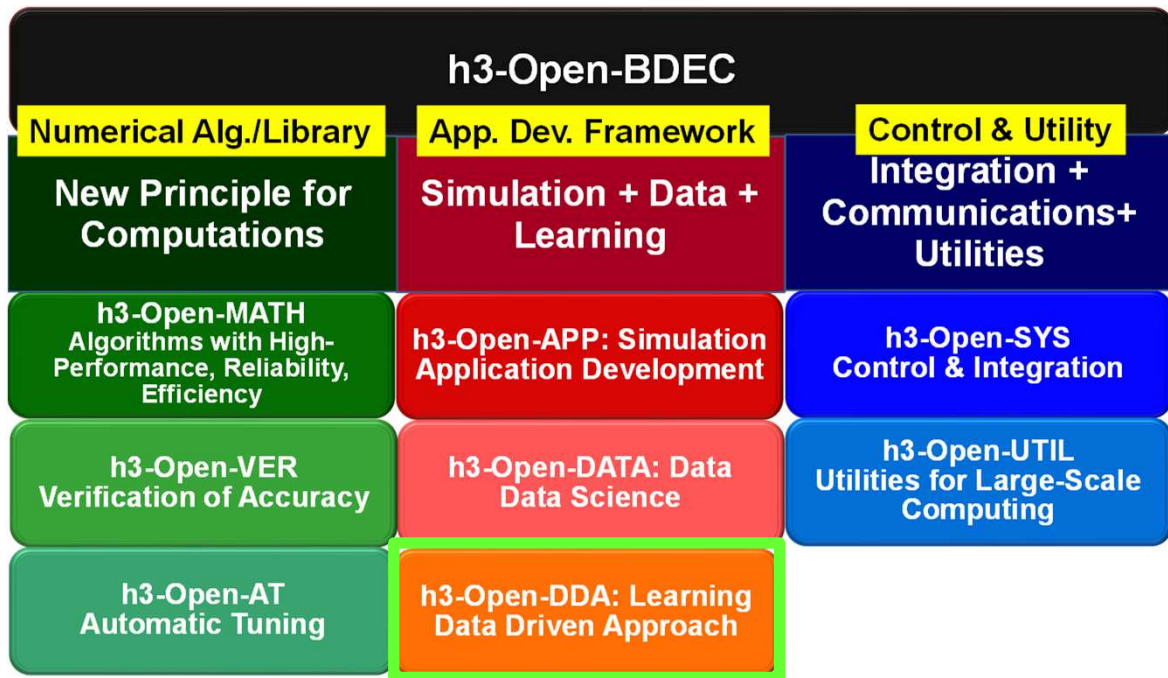 h3-Open-BDEC
Numerical Alg./Library
New Principle for
Computations
h3-Open-MATH
Algorithms with High-
Performance, Reliability,
Efficiency
h3-Open-VER
Verification of Accuracy
h3-Open-AT
Automatic Tuning
App. Dev. Framework
Simulation + Data +
Learning
h3-Open-APP: Simulation
Application Development
h3-Open-DATA: Data
Data Science
h3-Open-DDA: Learning
Data Driven Approach
Control & Utility
Integration +
Communications+
Utilities
h3-Open-SYS
Control & Integration
h3-Open-UTIL
Utilities for Large-Scale
Computing